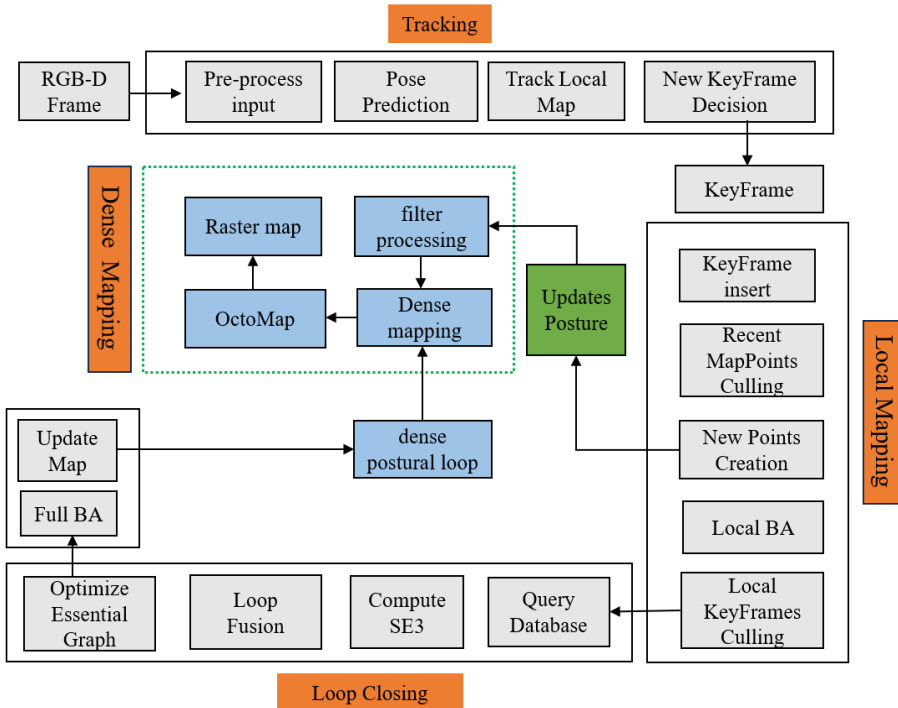 Tracking
RGB-D
Frame
Pre-process
input
Pose
Prediction
Track Local
Map
New KeyFrame
Decision
KeyFrame
Dense Mapping
Raster map
filter
processing
OctoMap
Dense
mapping
Updates
Posture
KeyFrame
insert
Recent
MapPoints
Culling
New Points
Creation
Local BA
Local
KeyFrames
Culling
Local Mapping
Update
Map
dense
postural loop
Full BA
Optimize
Essential
Graph
Loop
Fusion
Compute
SE3
Query
Database
Loop Closing